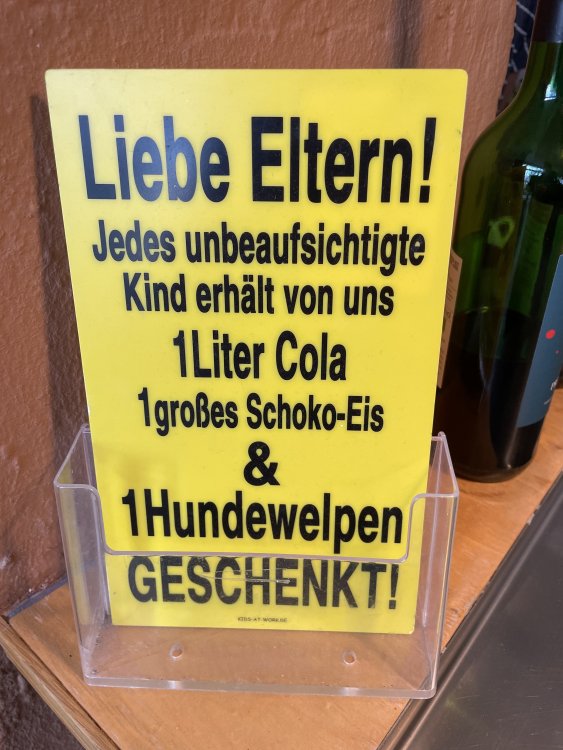 Liebe Eltern!
Jedes unbeaufsichtigte
Kind erhält von uns
1Liter Cola
1großes Schoko-Eis
&
1Hundewelpen
GESCHENKT!